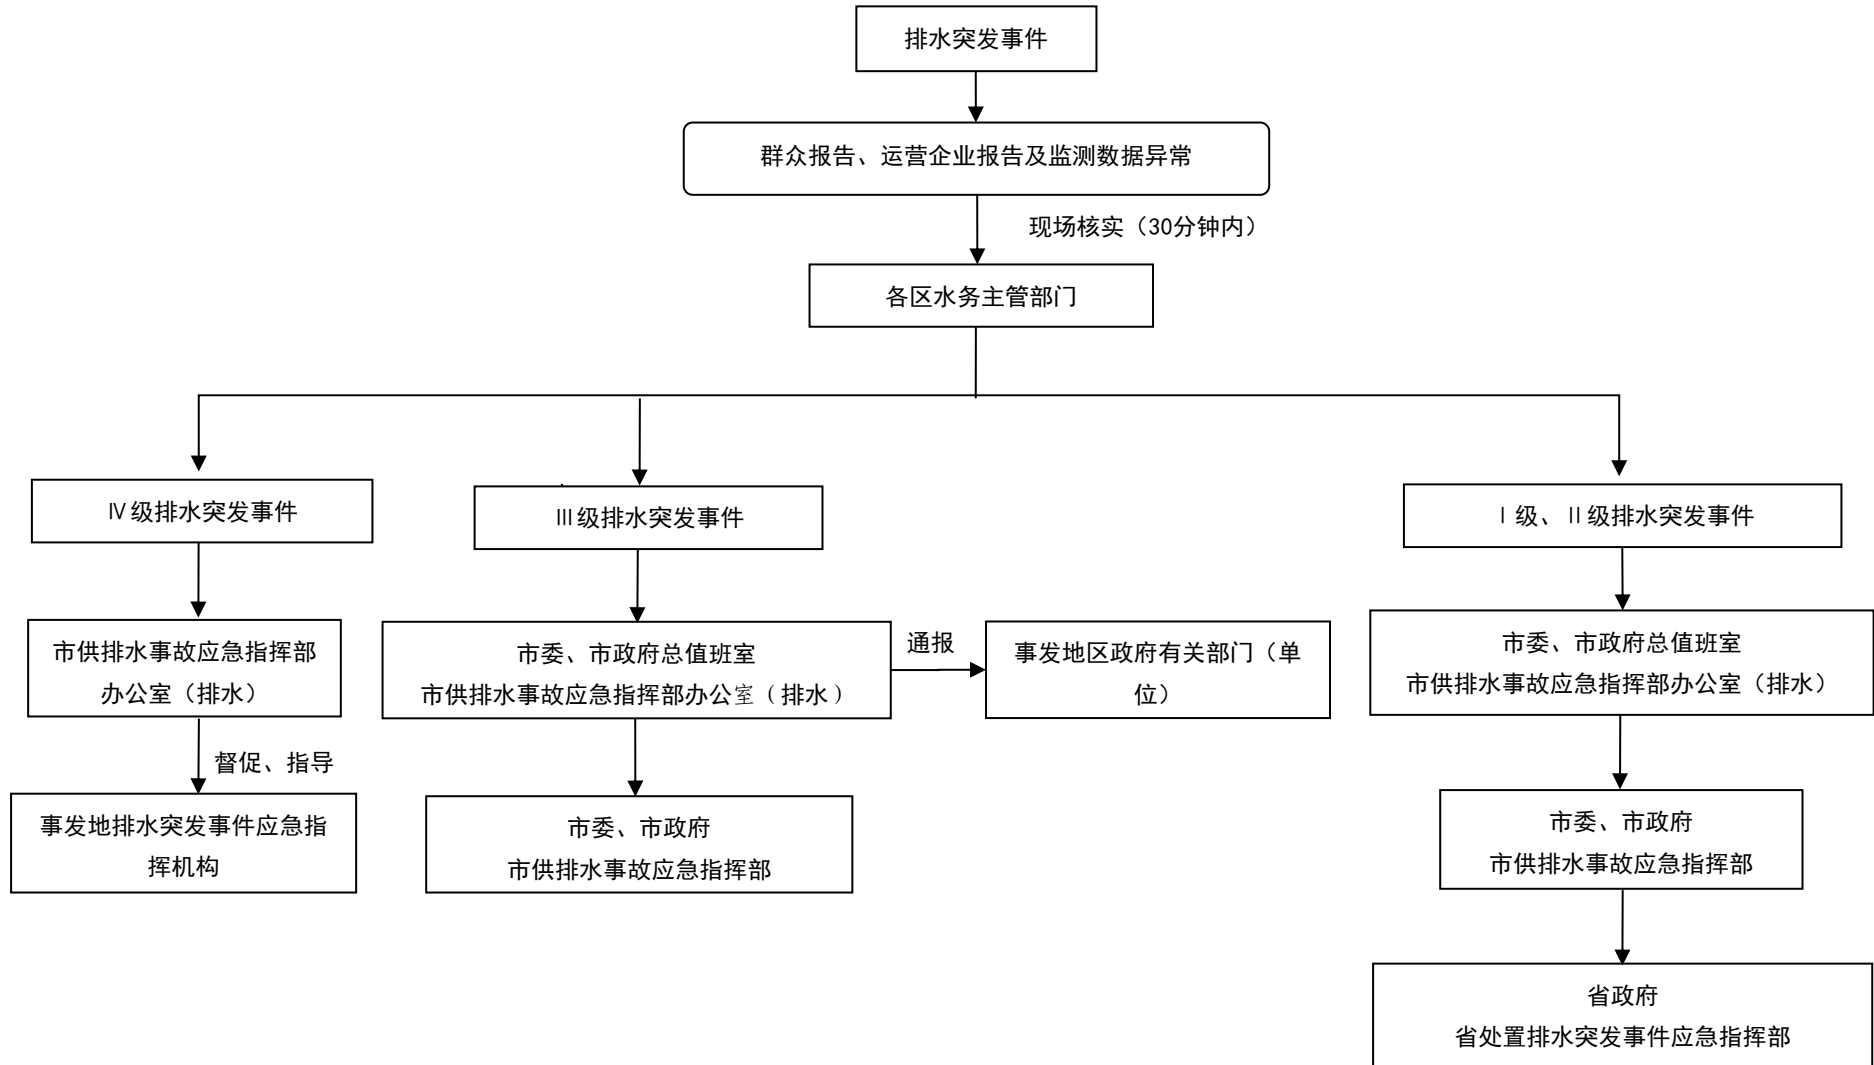 排水突发事件
群众报告、运营企业报告及监测数据异常
现场核实（30分钟内）
各区水务主管部门
Ⅳ级排水突发事件
Ⅲ级排水突发事件
Ⅰ级、Ⅱ级排水突发事件
市供排水事故应急指挥部
办公室（排水）
市委、市政府总值班室
市供排水事故应急指挥部办公室（排水）
通报
事发地区政府有关部门（单
位）
市委、市政府总值班室
市供排水事故应急指挥部办公室（排水）
督促、指导
事发地排水突发事件应急指
挥机构
市委、市政府
市供排水事故应急指挥部
市委、市政府
市供排水事故应急指挥部
省政府
省处置排水突发事件应急指挥部